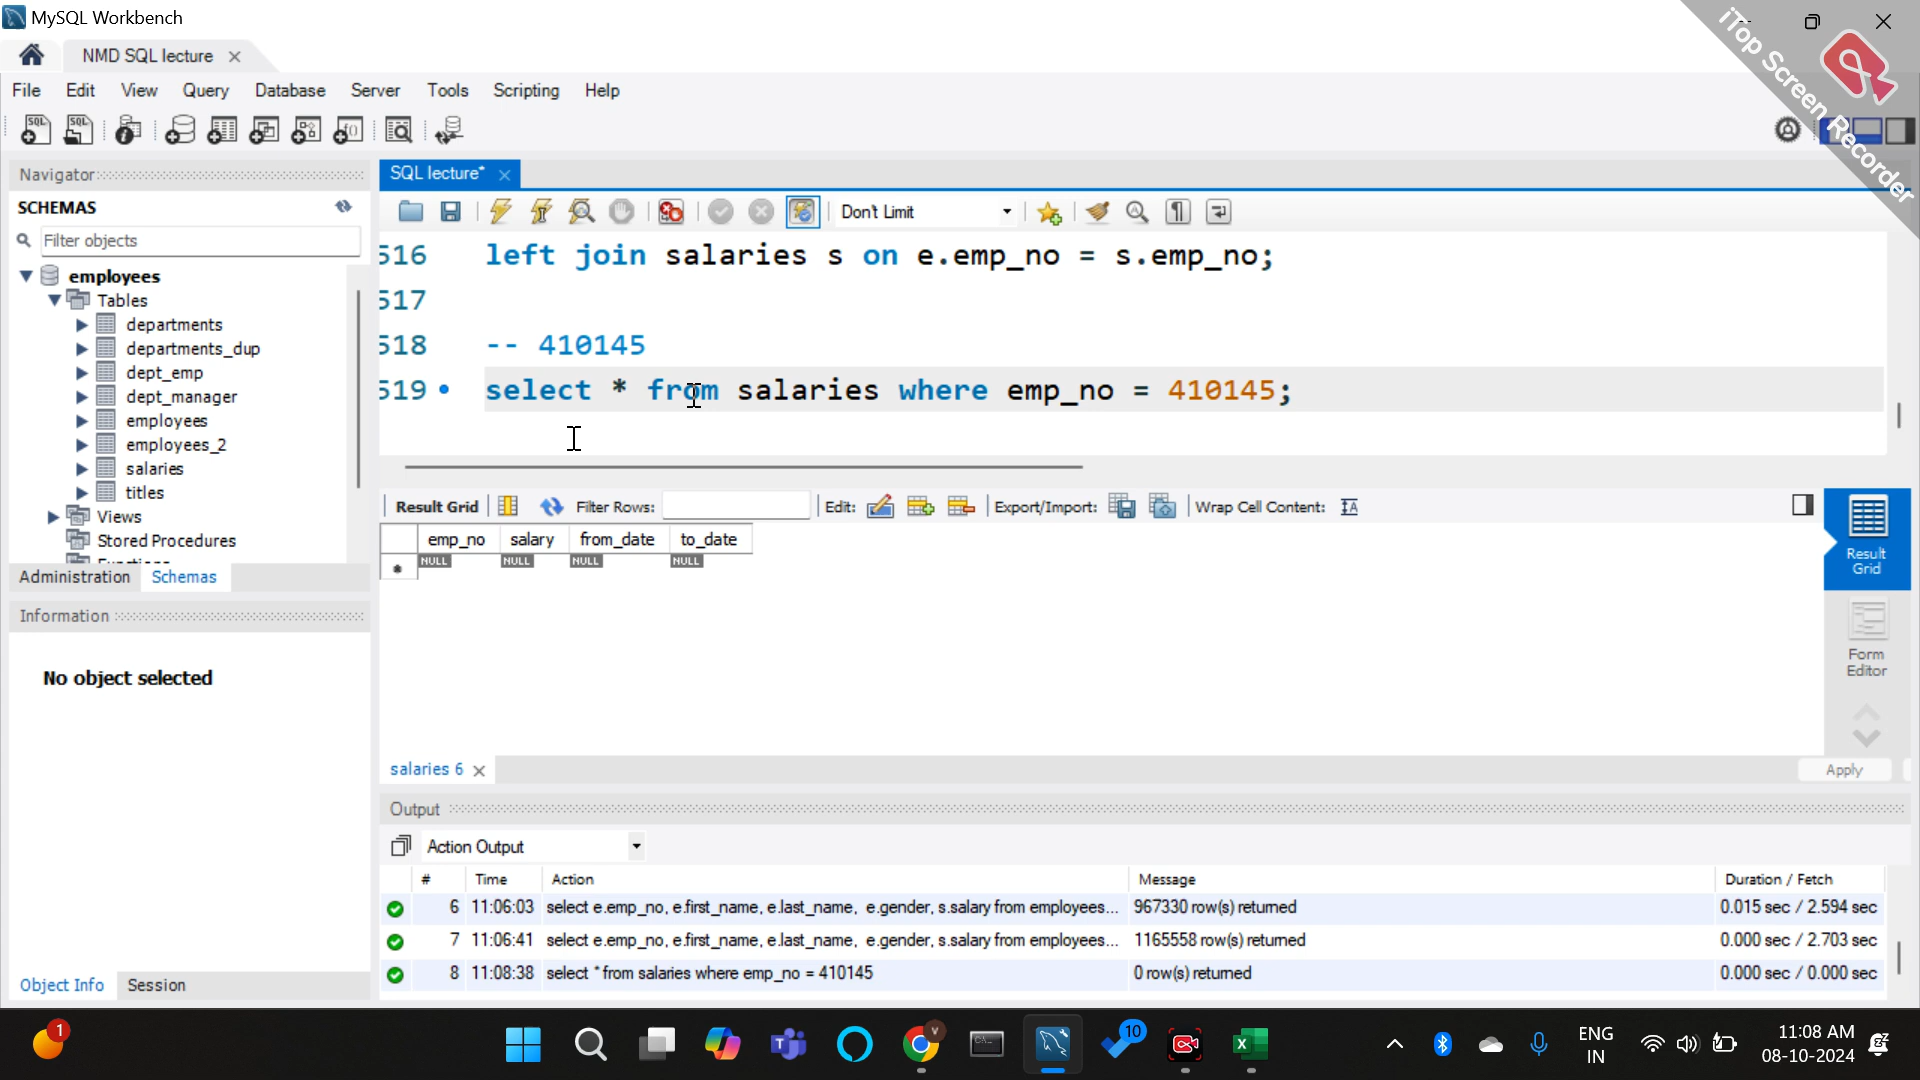 MySQL Workbench
NMD SQL lecture
iTop Screen Recorder
File Edit View Query Database Server Tools Scripting Help
Navigator
SCHEMAS
Filter objects
employees
Tables
departments
departments_dup
dept_emp
dept_manager
employees
employees_2
salaries
titles
Views
Stored Procedures
Administration Schemas
Information
No object selected
Object Info Session
SQL lecture*
Don't Limit
516 left join salaries s on e.emp_no = s.emp_no;
517
518 -- 410145
519 select * from salaries where emp_no = 410145;
Result Grid Filter Rows: Edit: Export/Import: Wrap Cell Content:
emp_no salary from_date to_date
NULL NULL NULL NULL
Result
Grid
Form
Editor
salaries 6
Apply
Output
Action Output
# Time Action Message Duration / Fetch
6 11:06:03 select e.emp_no, e.first_name, e.last_name, e.gender, s.salary from employees... 967330 row(s) returned 0.015 sec / 2.594 sec
7 11:06:41 select e.emp_no, e.first_name, e.last_name, e.gender, s.salary from employees... 1165558 row(s) returned 0.000 sec / 2.703 sec
8 11:08:38 select * from salaries where emp_no = 410145 0 row(s) returned 0.000 sec / 0.000 sec
1
V
10
ENG
IN
11:08 AM
08-10-2024